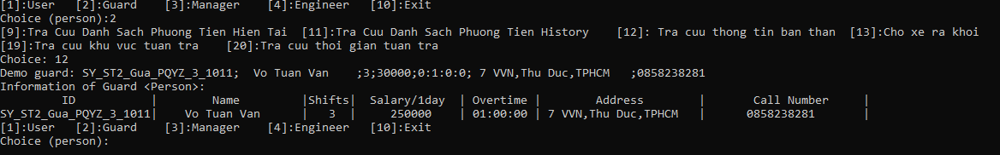 [1]:User [2]:Guard [3]:Manager [4]:Engineer [10]:Exit
Choice (person):2
[9]:Tra Cuu Danh Sach Phuong Tien Hien Tai [11]:Tra Cuu Danh Sach Phuong Tien History [12]: Tra cuu thong tin ban than [13]:Cho xe ra khoi
[19]:Tra cuu khu vuc tuan tra [20]:Tra cuu thoi gian tuan tra
Choice: 12
Demo guard: SY_ST2_Gua_PQYZ_3_1011; Vo Tuan Van ;3;30000;0:1:0:0; 7 VVN,Thu Duc,TPHCM ;0858238281
Information of Guard <Person>:
ID | Name |Shifts| Salary/1day | Overtime | Address | Call Number |
SY_ST2_Gua_PQYZ_3_1011| Vo Tuan Van | 3 | 250000 | 01:00:00 | 7 VVN,Thu Duc,TPHCM | 0858238281 |
[1]:User [2]:Guard [3]:Manager [4]:Engineer [10]:Exit
Choice (person):